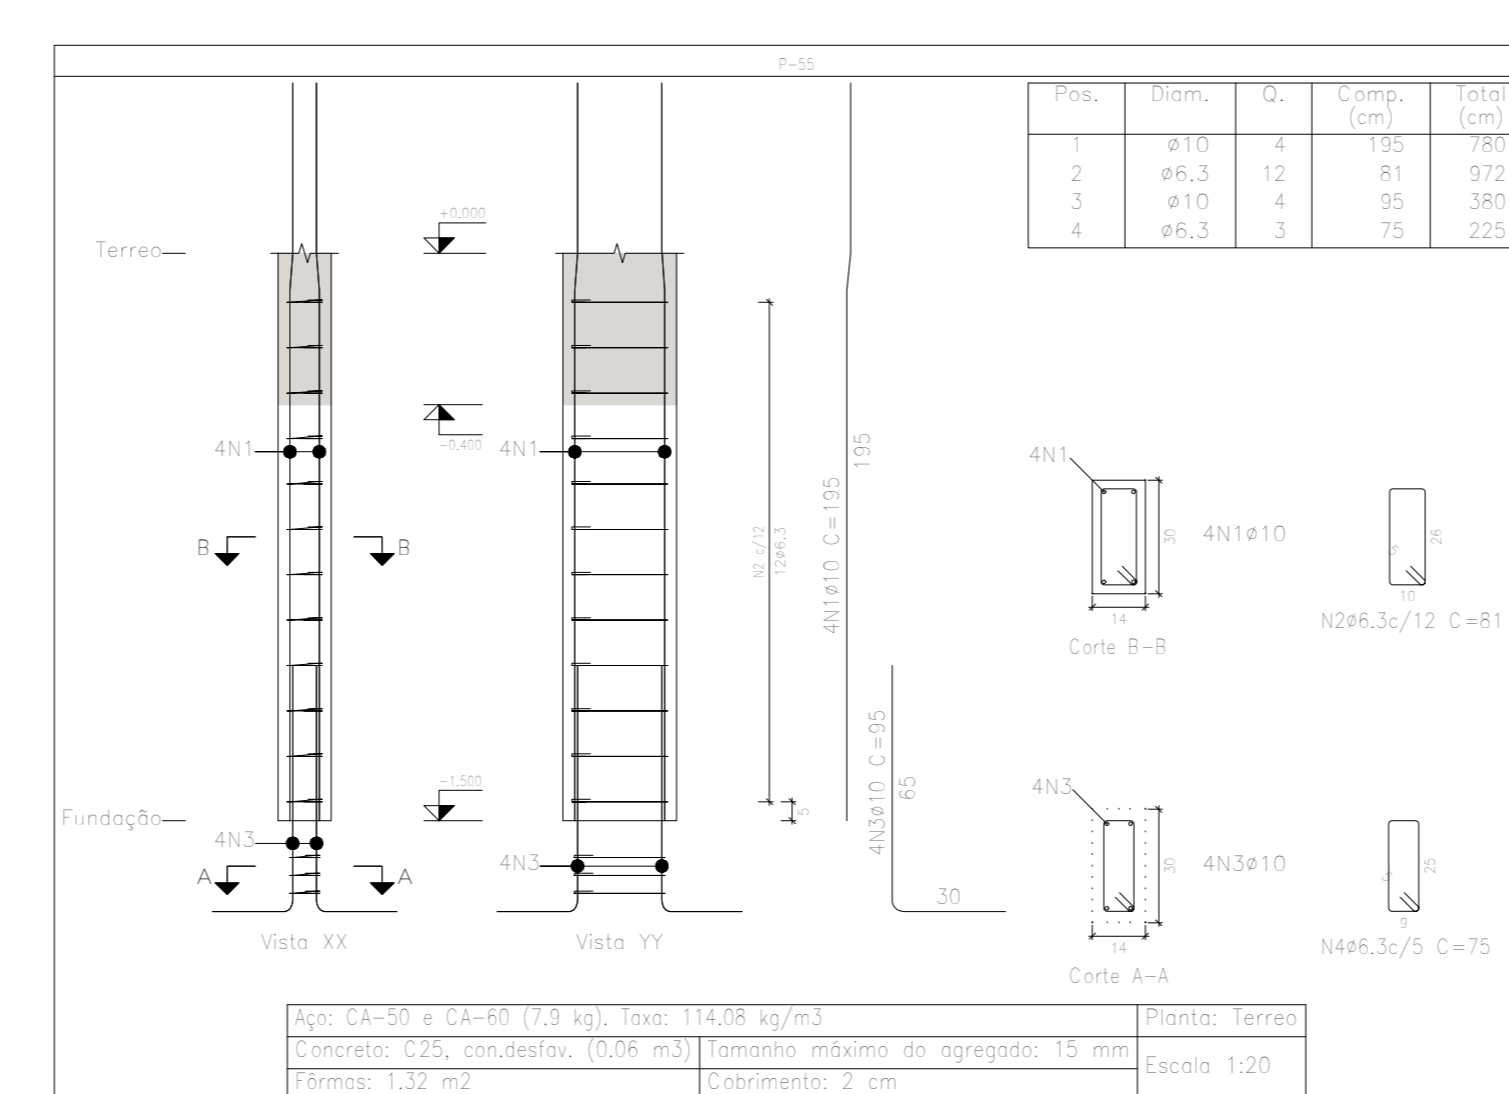 P-55
Pos. Diam. Q. Comp. (cm) Total (cm)
1 ø10 4 195 780
2 ø6.3 12 81 972
3 ø10 4 95 380
4 ø6.3 3 75 225
Terreo
+0.000
-0.400
4N1
4N1
B B
N2 c/12
12ø6.3
4N1ø10 C=195
195
4N1
30
4N1ø10
14
Corte B-B
26
5
10
N2ø6.3c/12 C=81
Fundação
-1.500
5
4N3
4N3
A A
4N3ø10 C=95
65
30
Vista XX
Vista YY
4N3
30
4N3ø10
14
Corte A-A
25
5
9
N4ø6.3c/5 C=75
Aço: CA-50 e CA-60 (7.9 kg). Taxa: 114.08 kg/m3
Planta: Terreo
Concreto: C25, con.desfav. (0.06 m3)
Tamanho máximo do agregado: 15 mm
Escala 1:20
Fôrmas: 1.32 m2
Cobrimento: 2 cm